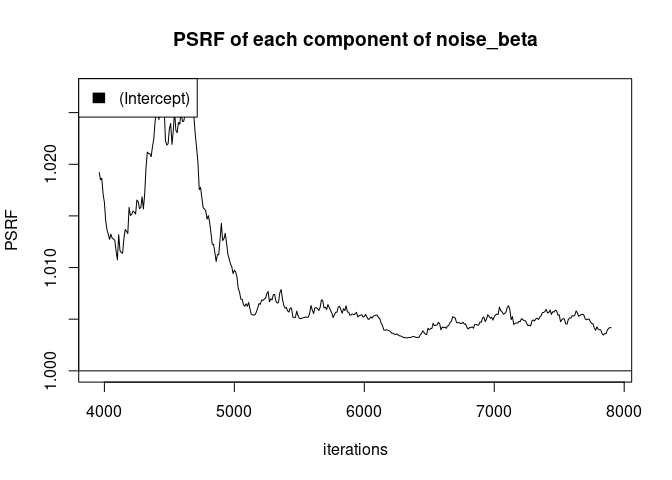 PSRF of each component of noise_beta
(Intercept)
PSRF
1.020
1.010
1.000
4000 5000 6000 7000 8000
iterations